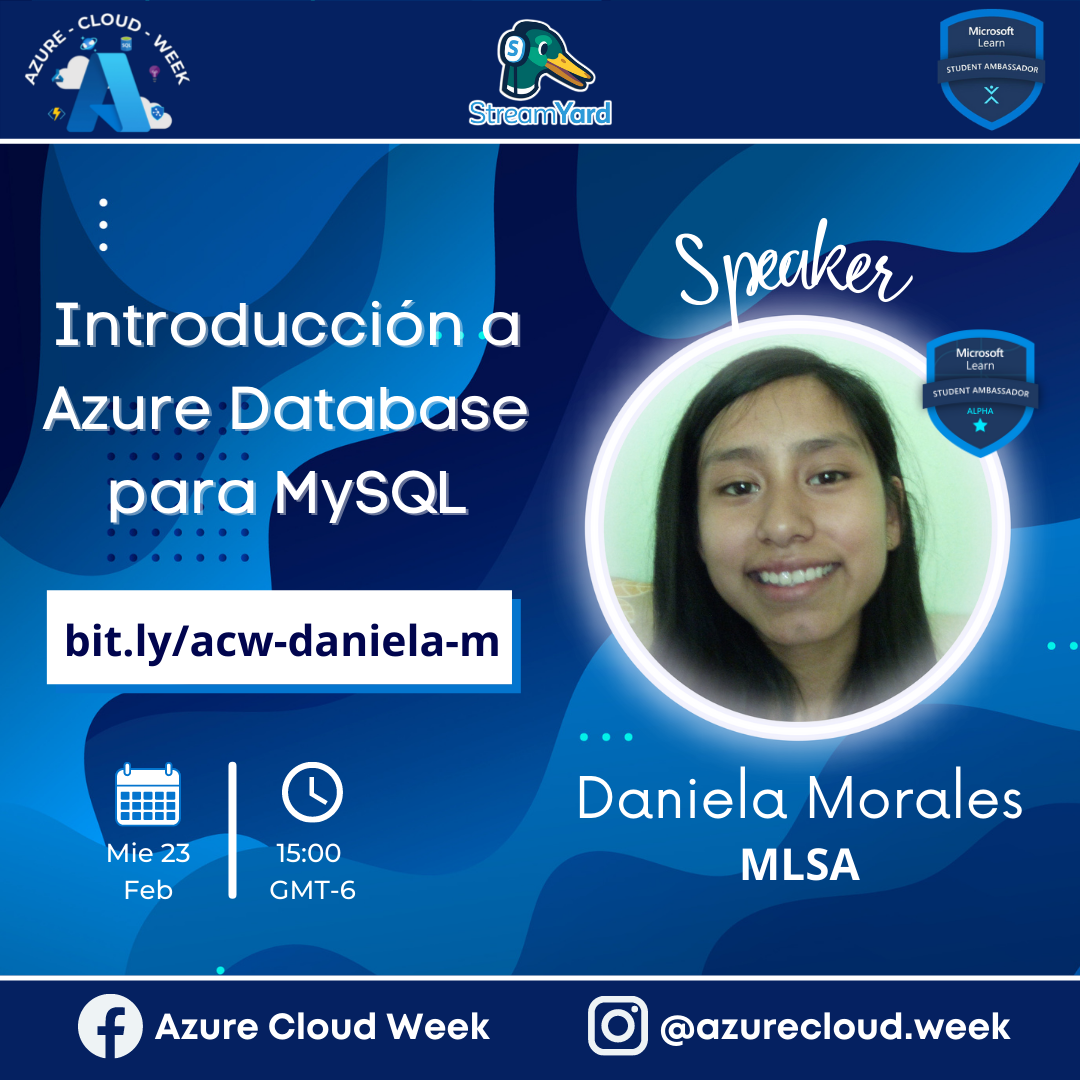 AZURE - CLOUD - WEEK
SQL
S
StreamYard
Microsoft
Learn
STUDENT AMBASSADOR
Speaker
Microsoft
Learn
STUDENT AMBASSADOR
ALPHA
Introducción a
Azure Database
para MySQL
bit.ly/acw-daniela-m
Mie 23
Feb
15:00
GMT-6
Daniela Morales
MLSA
Azure Cloud Week
@azurecloud.week